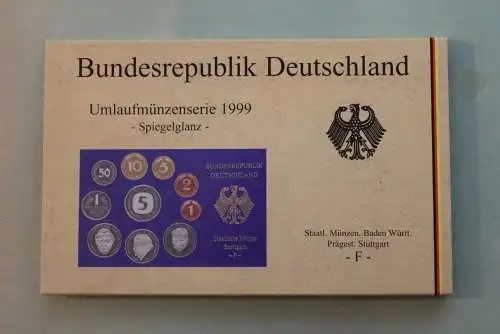 Bundesrepublik Deutschland
Umlaufmünzenserie 1999
- Spiegelglanz -
50
10
5
2
1
1
5
BUNDESREPUBLIK
DEUTSCHLAND
Staatliche Münze
Stuttgart
- F -
Staatl. Münzen. Baden Württ.
Prägest. Stuttgart
- F -